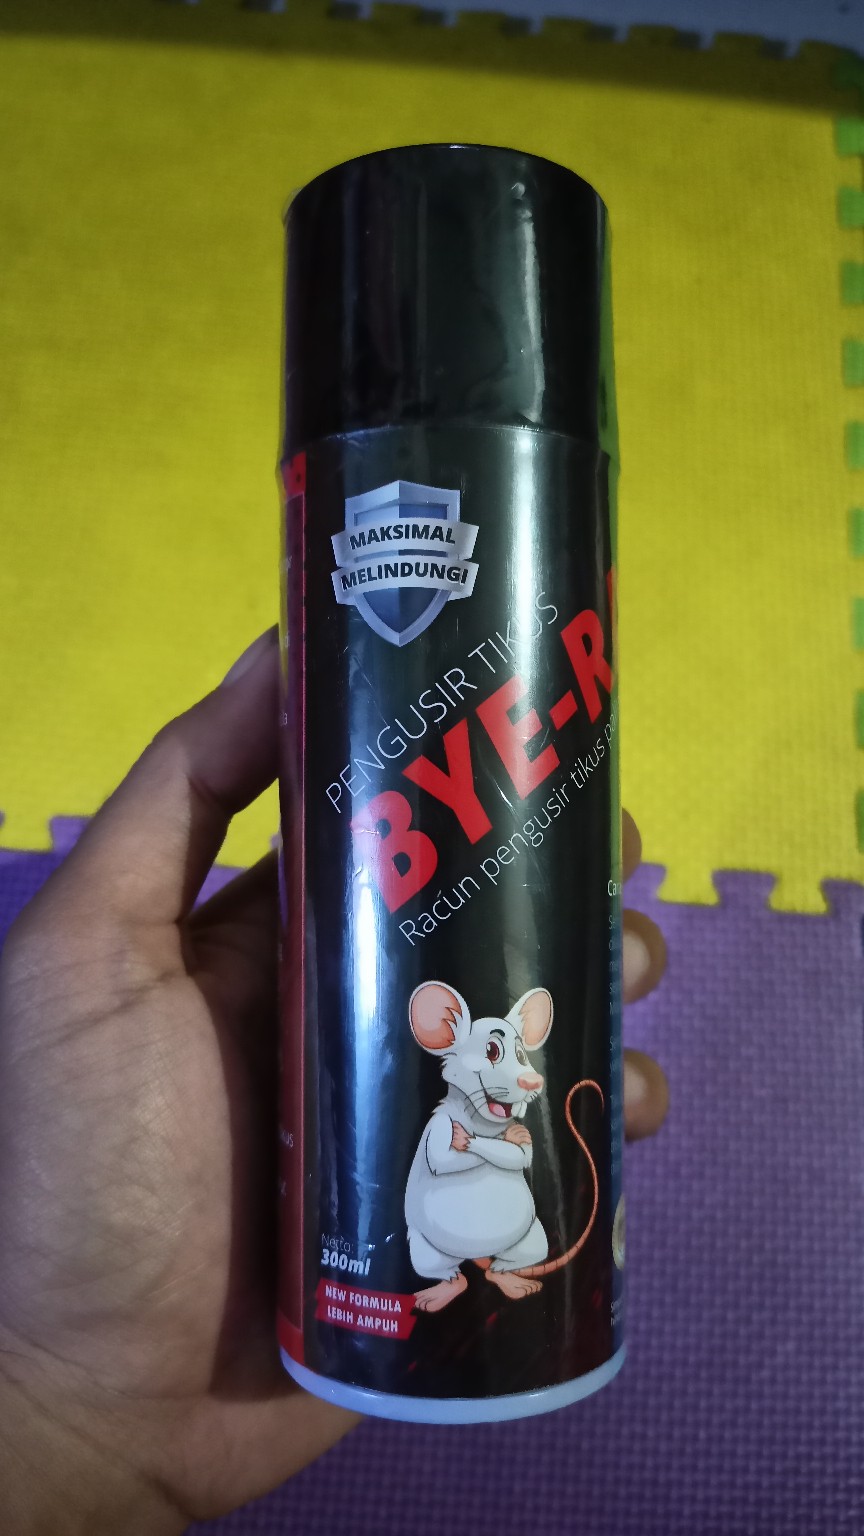 MAKSIMAL
MELINDUNGI
PENGUSIR TIKUS
BYE-R
Racun pengusir tikus
Netto:
300ml
NEW FORMULA
LEBIH AMPUH